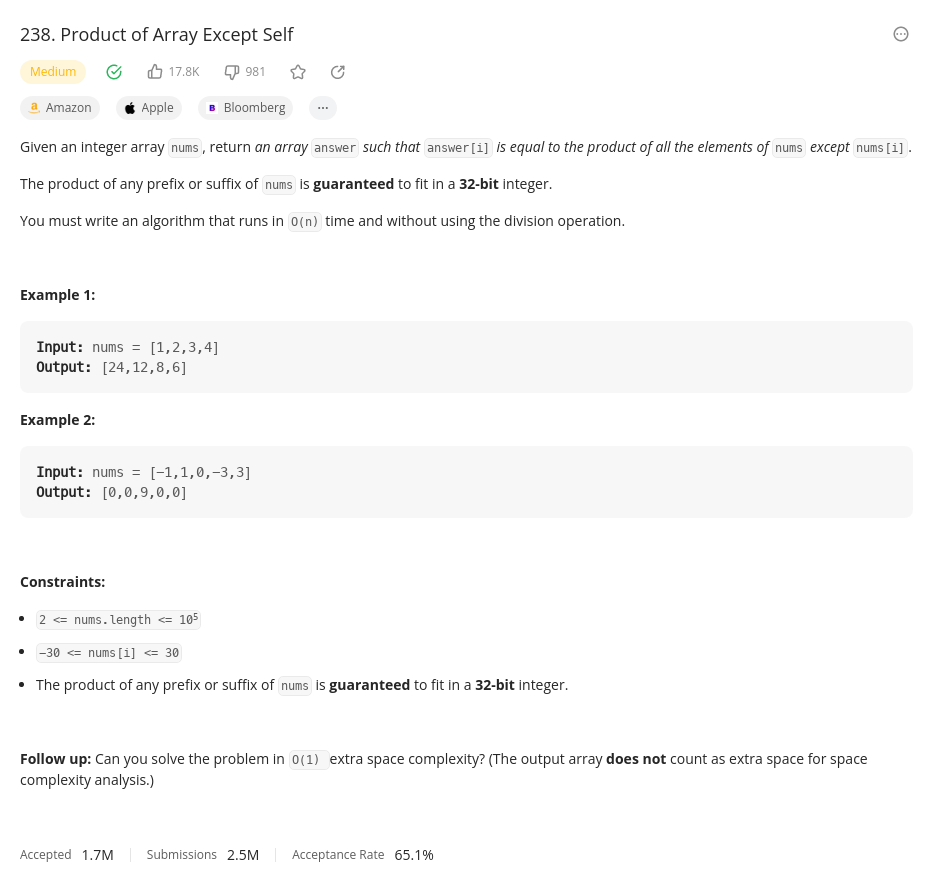 238. Product of Array Except Self
Medium 17.8K 981
Amazon Apple Bloomberg ...
Given an integer array nums, return an array answer such that answer[i] is equal to the product of all the elements of nums except nums[i].
The product of any prefix or suffix of nums is guaranteed to fit in a 32-bit integer.
You must write an algorithm that runs in O(n) time and without using the division operation.
Example 1:
Input: nums = [1,2,3,4]
Output: [24,12,8,6]
Example 2:
Input: nums = [-1,1,0,-3,3]
Output: [0,0,9,0,0]
Constraints:
• 2 <= nums.length <= 10⁵
• -30 <= nums[i] <= 30
• The product of any prefix or suffix of nums is guaranteed to fit in a 32-bit integer.
Follow up: Can you solve the problem in O(1) extra space complexity? (The output array does not count as extra space for space
complexity analysis.)
Accepted 1.7M Submissions 2.5M Acceptance Rate 65.1%